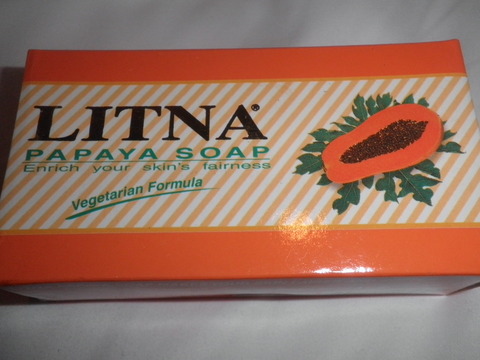 LITNA®
PAPAYA SOAP
Enrich your skin's fairness
Vegetarian Formula